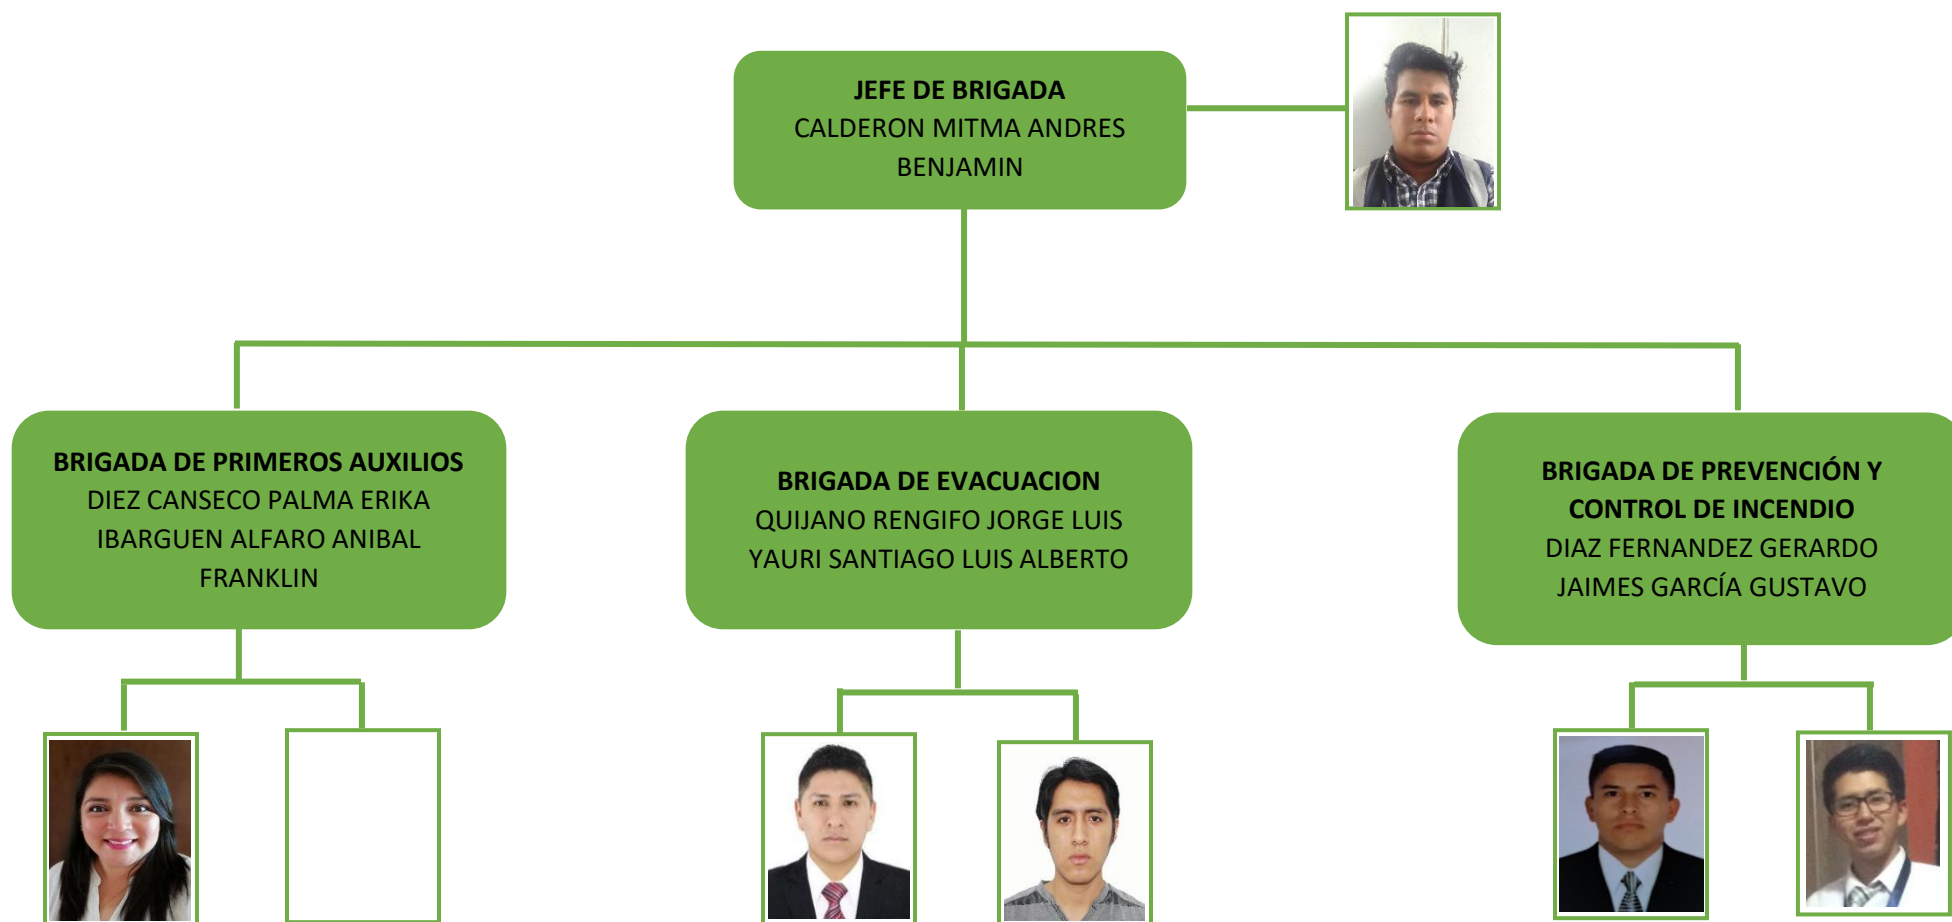 JEFE DE BRIGADA
CALDERON MITMA ANDRES
BENJAMIN
BRIGADA DE PRIMEROS AUXILIOS
DIEZ CANSECO PALMA ERIKA
IBARGUEN ALFARO ANIBAL
FRANKLIN
BRIGADA DE EVACUACION
QUIJANO RENGIFO JORGE LUIS
YAURI SANTIAGO LUIS ALBERTO
BRIGADA DE PREVENCIÓN Y
CONTROL DE INCENDIO
DIAZ FERNANDEZ GERARDO
JAIMES GARCÍA GUSTAVO